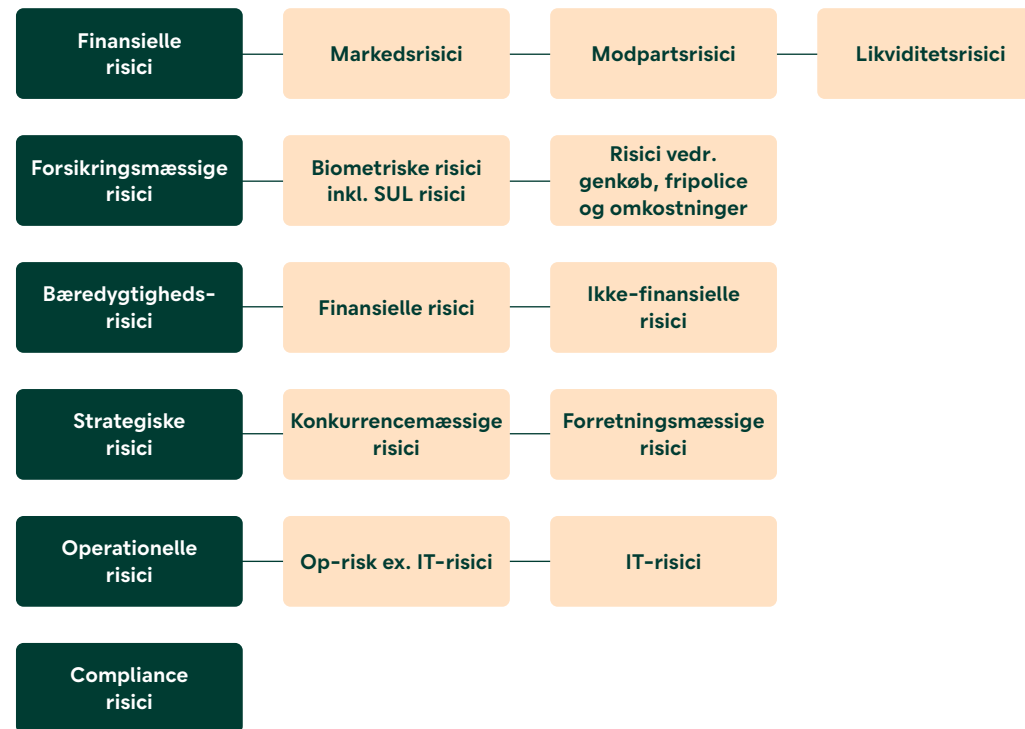 Finansielle
risici
Markedsrisici
Modpartsrisici
Likviditetsrisici
Forsikringsmæssige
risici
Biometriske risici
inkl. SUL risici
Risici vedr.
genkøb, fripolice
og omkostninger
Bæredygtigheds-
risici
Finansielle risici
Ikke-finansielle
risici
Strategiske
risici
Konkurrencemæssige
risici
Forretningsmæssige
risici
Operationelle
risici
Op-risk ex. IT-risici
IT-risici
Compliance
risici